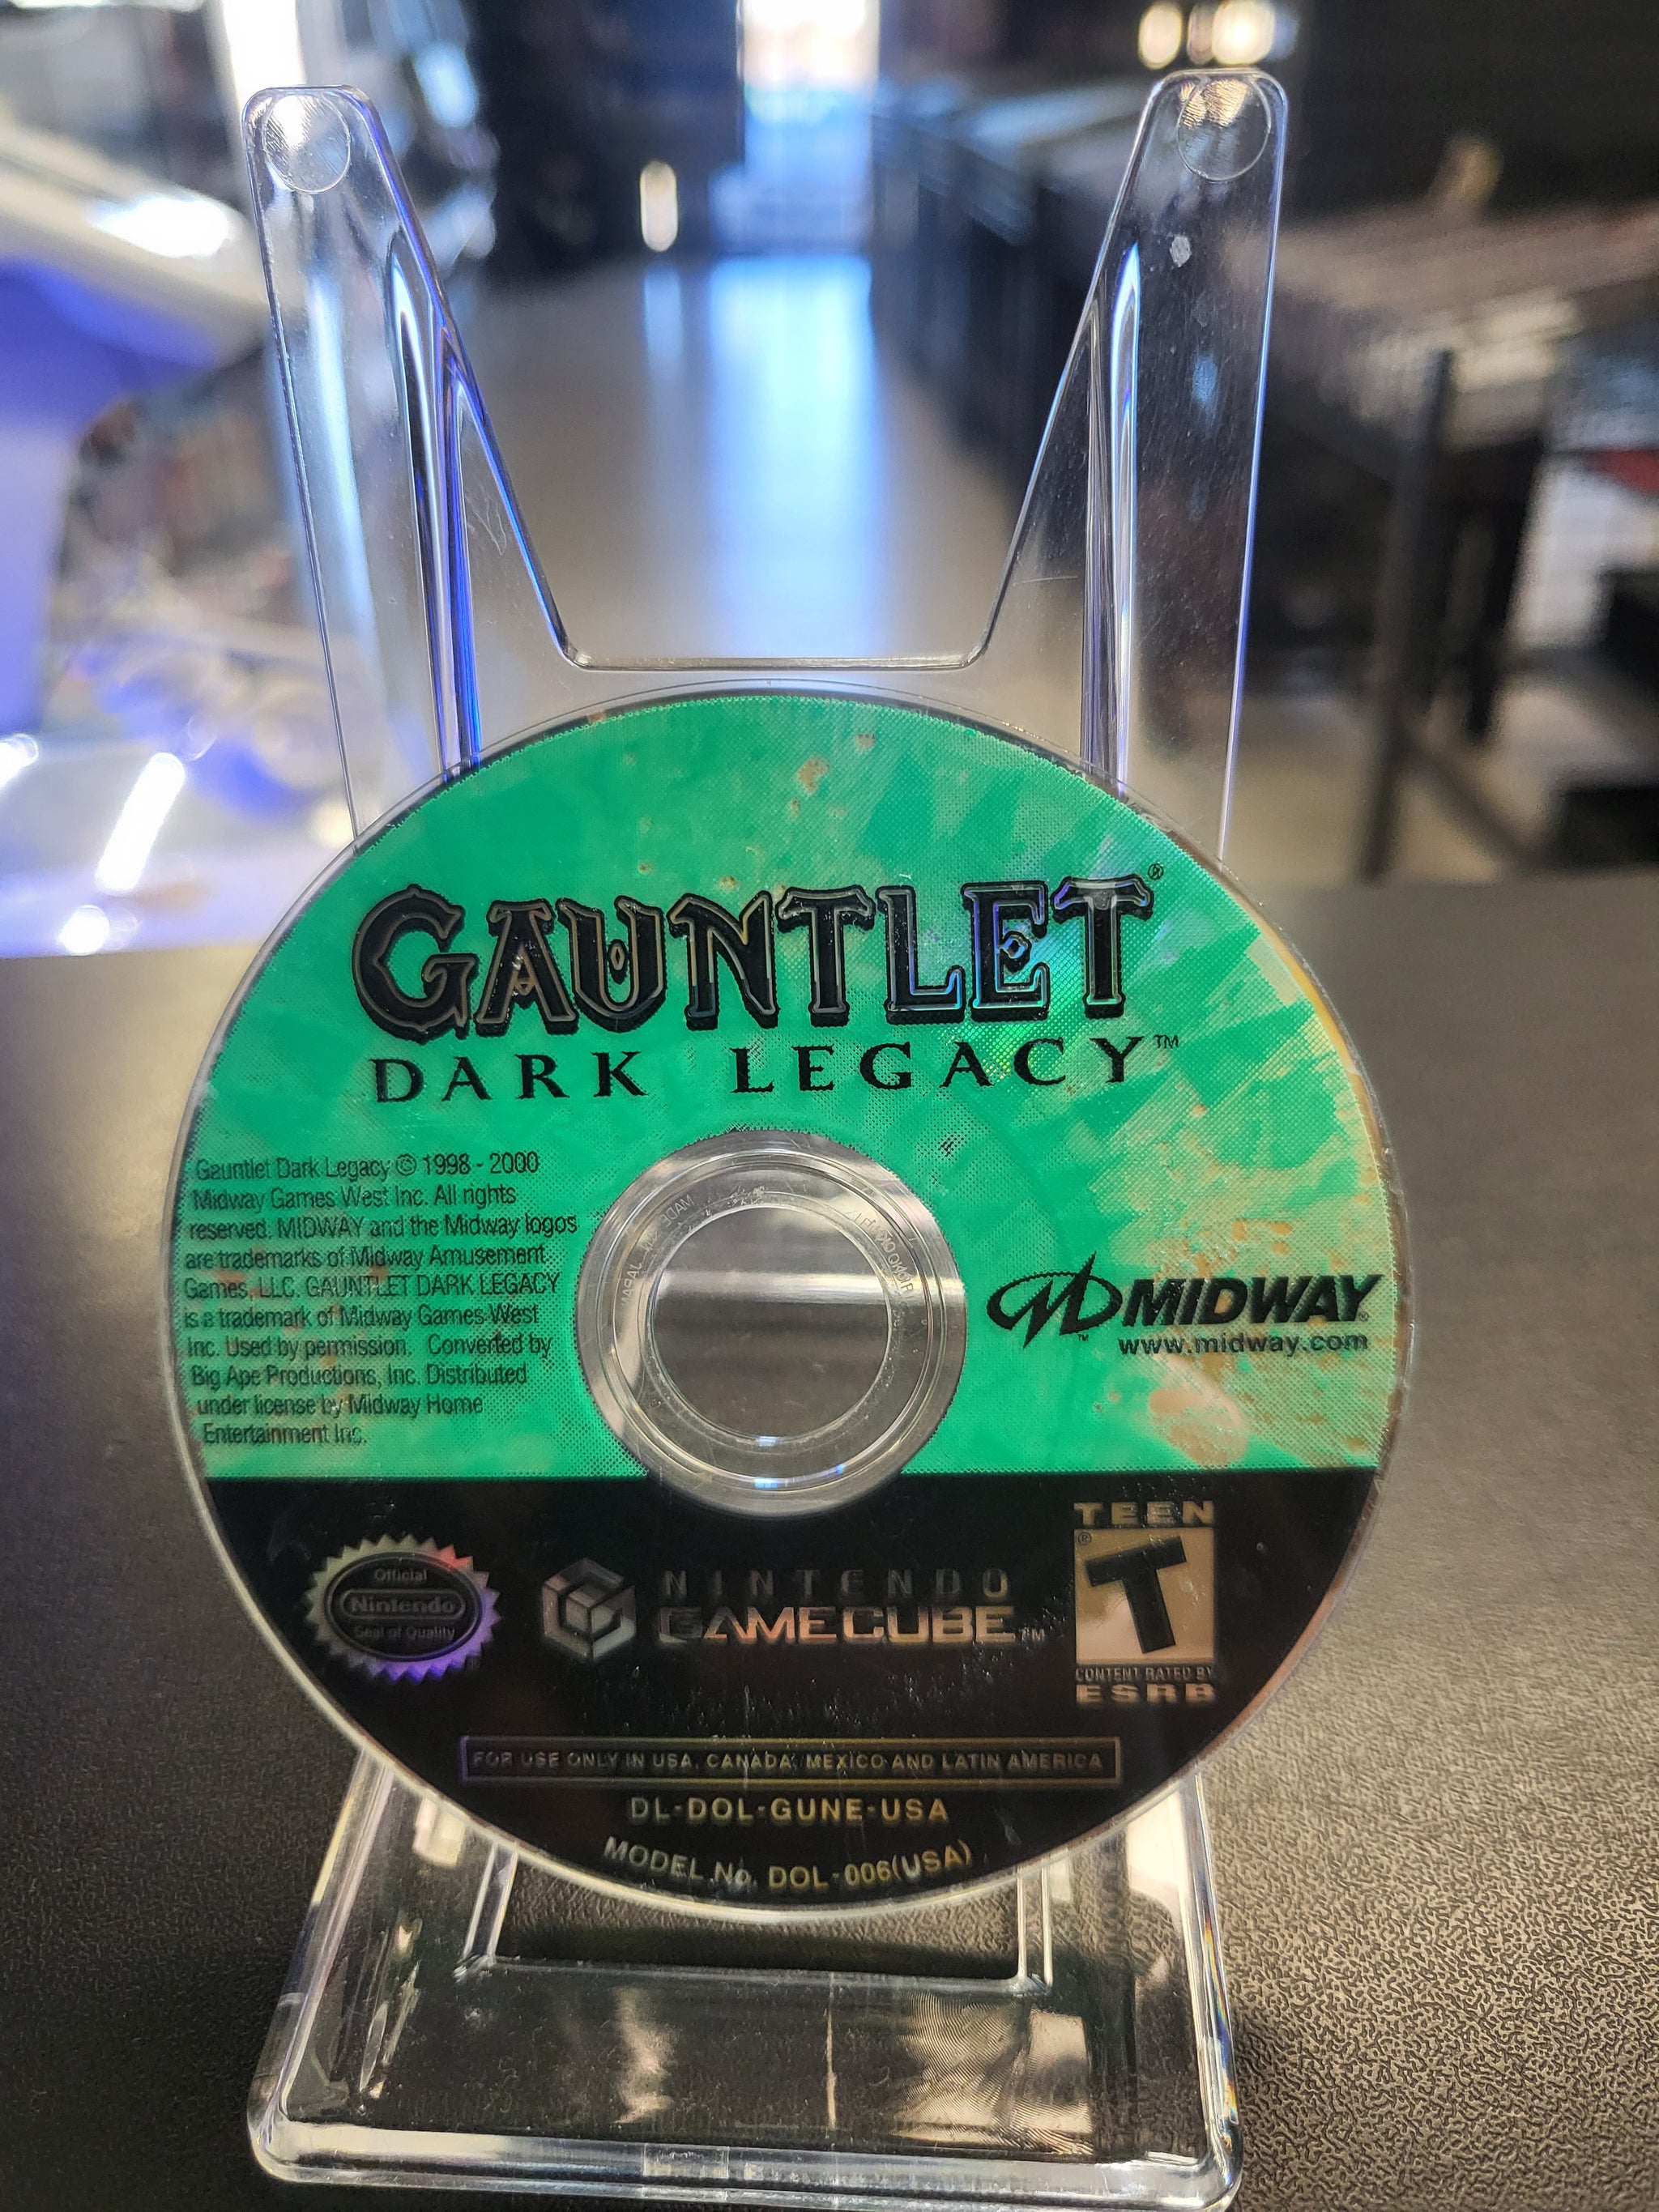 GAUNTLET®
DARK LEGACY™
Gauntlet Dark Legacy © 1998 - 2000
Midway Games West Inc. All rights
reserved. MIDWAY and the Midway logos
are trademarks of Midway Amusement
Games, LLC. GAUNTLET DARK LEGACY
is a trademark of Midway Games West
Inc. Used by permission. Converted by
Big Ape Productions, Inc. Distributed
under license by Midway Home
Entertainment Inc.
MIDWAY®
™
www.midway.com
Official
Nintendo
Seal of Quality
®
NINTENDO
GAMECUBE™
TEEN
T
®
CONTENT RATED BY
ESRB
FOR USE ONLY IN USA, CANADA, MEXICO AND LATIN AMERICA
DL-DOL-GUNE-USA
MODEL No. DOL-006(USA)